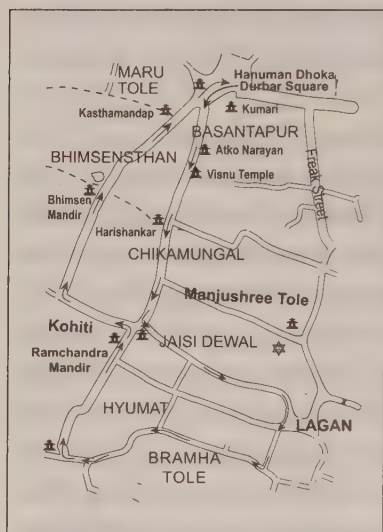 MARU
TOLE
Hanuman Dhoka
Durbar Square
Kasthamandap
Kumari
BASANTAPUR
BHIMSENSTHAN
Atko Narayan
Freak Street
Visnu Temple
Bhimsen
Mandir
Harishankar
CHIKAMUNGAL
Manjushree Tole
Kohiti
JAISI DEWAL
Ramchandra
Mandir
HYUMAT
LAGAN
BRAMHA
TOLE